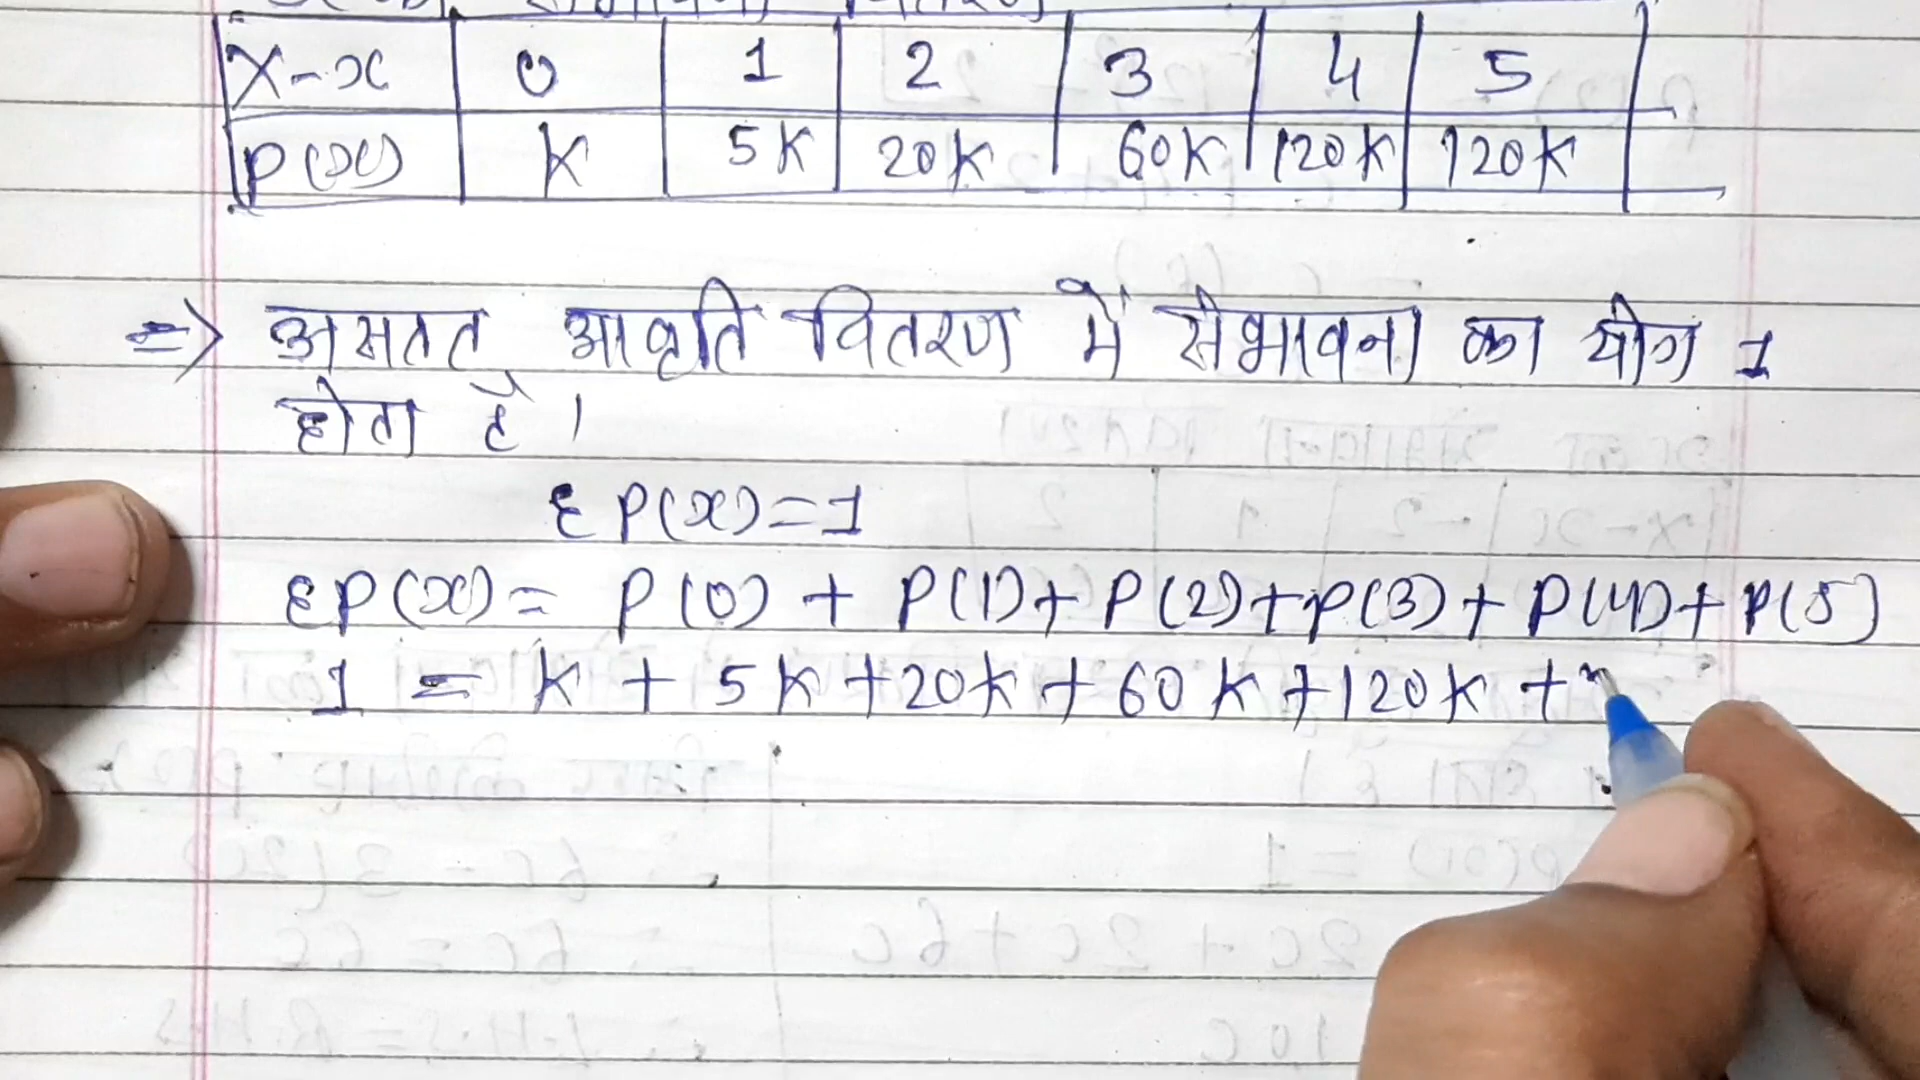 X-x 0 1 2 3 4 5
P(x) K 5K 20K 60K 120K 120K
=> असतत आवृति वितरण में संभावना का योग 1
होता है।
Σ P(x)=1
ΣP(x)= P(0) + P(1)+ P(2)+P(3)+ P(4)+ P(5)
1 = K + 5K+20K+60K+120K +